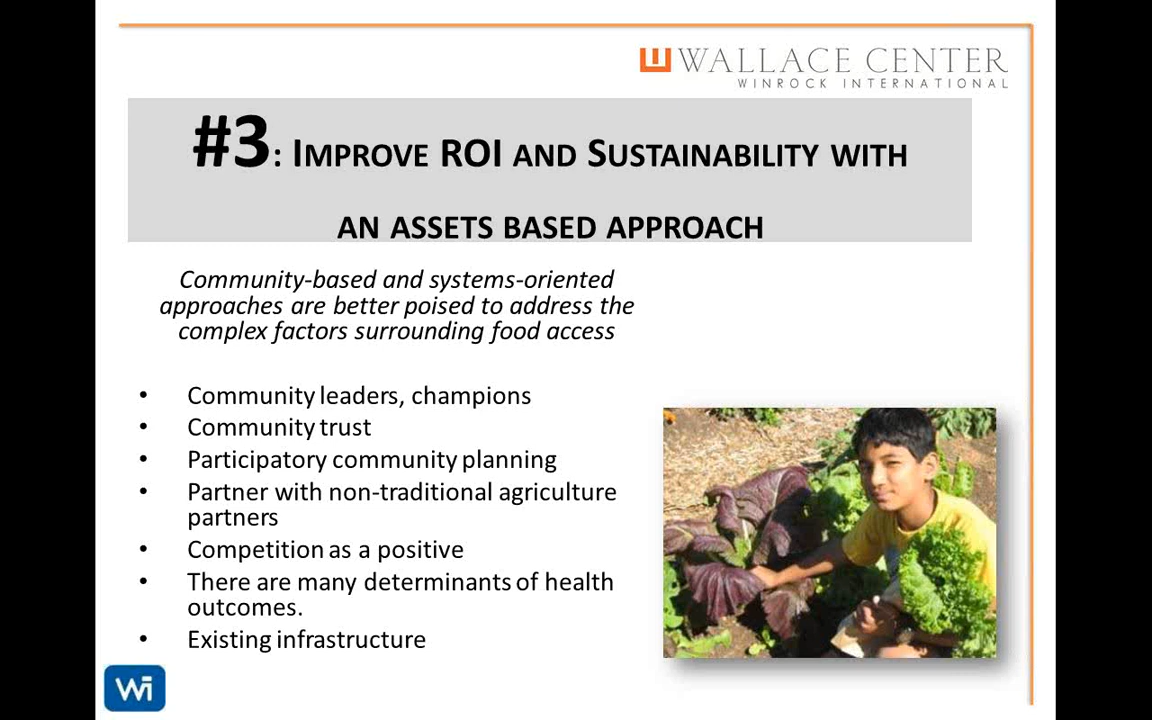 WALLACE CENTER
WINROCK INTERNATIONAL
#3: IMPROVE ROI AND SUSTAINABILITY WITH
AN ASSETS BASED APPROACH
Community-based and systems-oriented
approaches are better poised to address the
complex factors surrounding food access
• Community leaders, champions
• Community trust
• Participatory community planning
• Partner with non-traditional agriculture
partners
• Competition as a positive
• There are many determinants of health
outcomes.
• Existing infrastructure
Wi